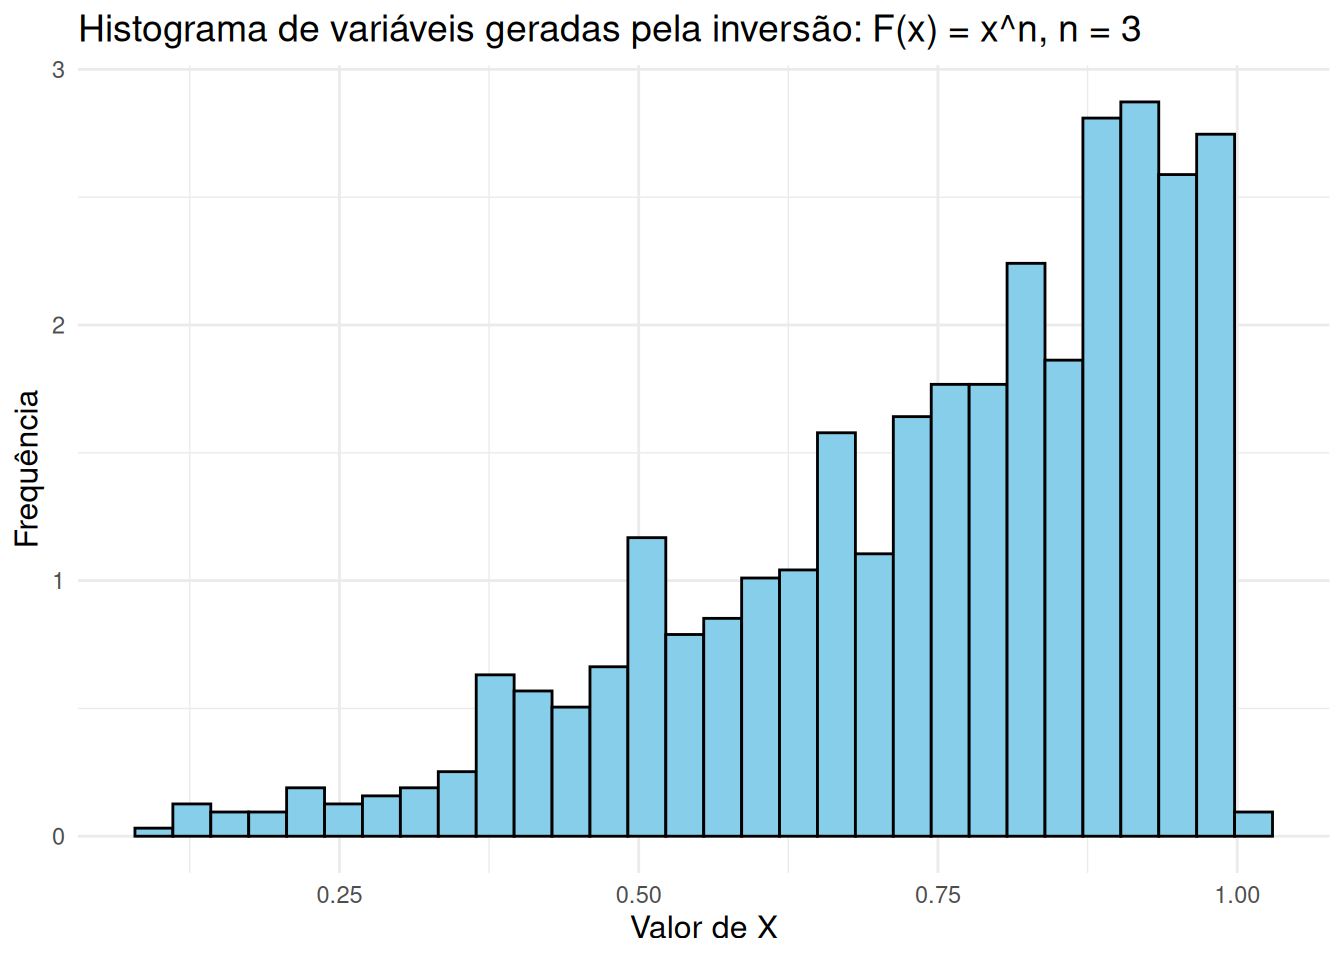 Histograma de variáveis geradas pela inversão: F(x) = x^n, n = 3
3
2
1
0
Frequência
0.25 0.50 0.75 1.00
Valor de X